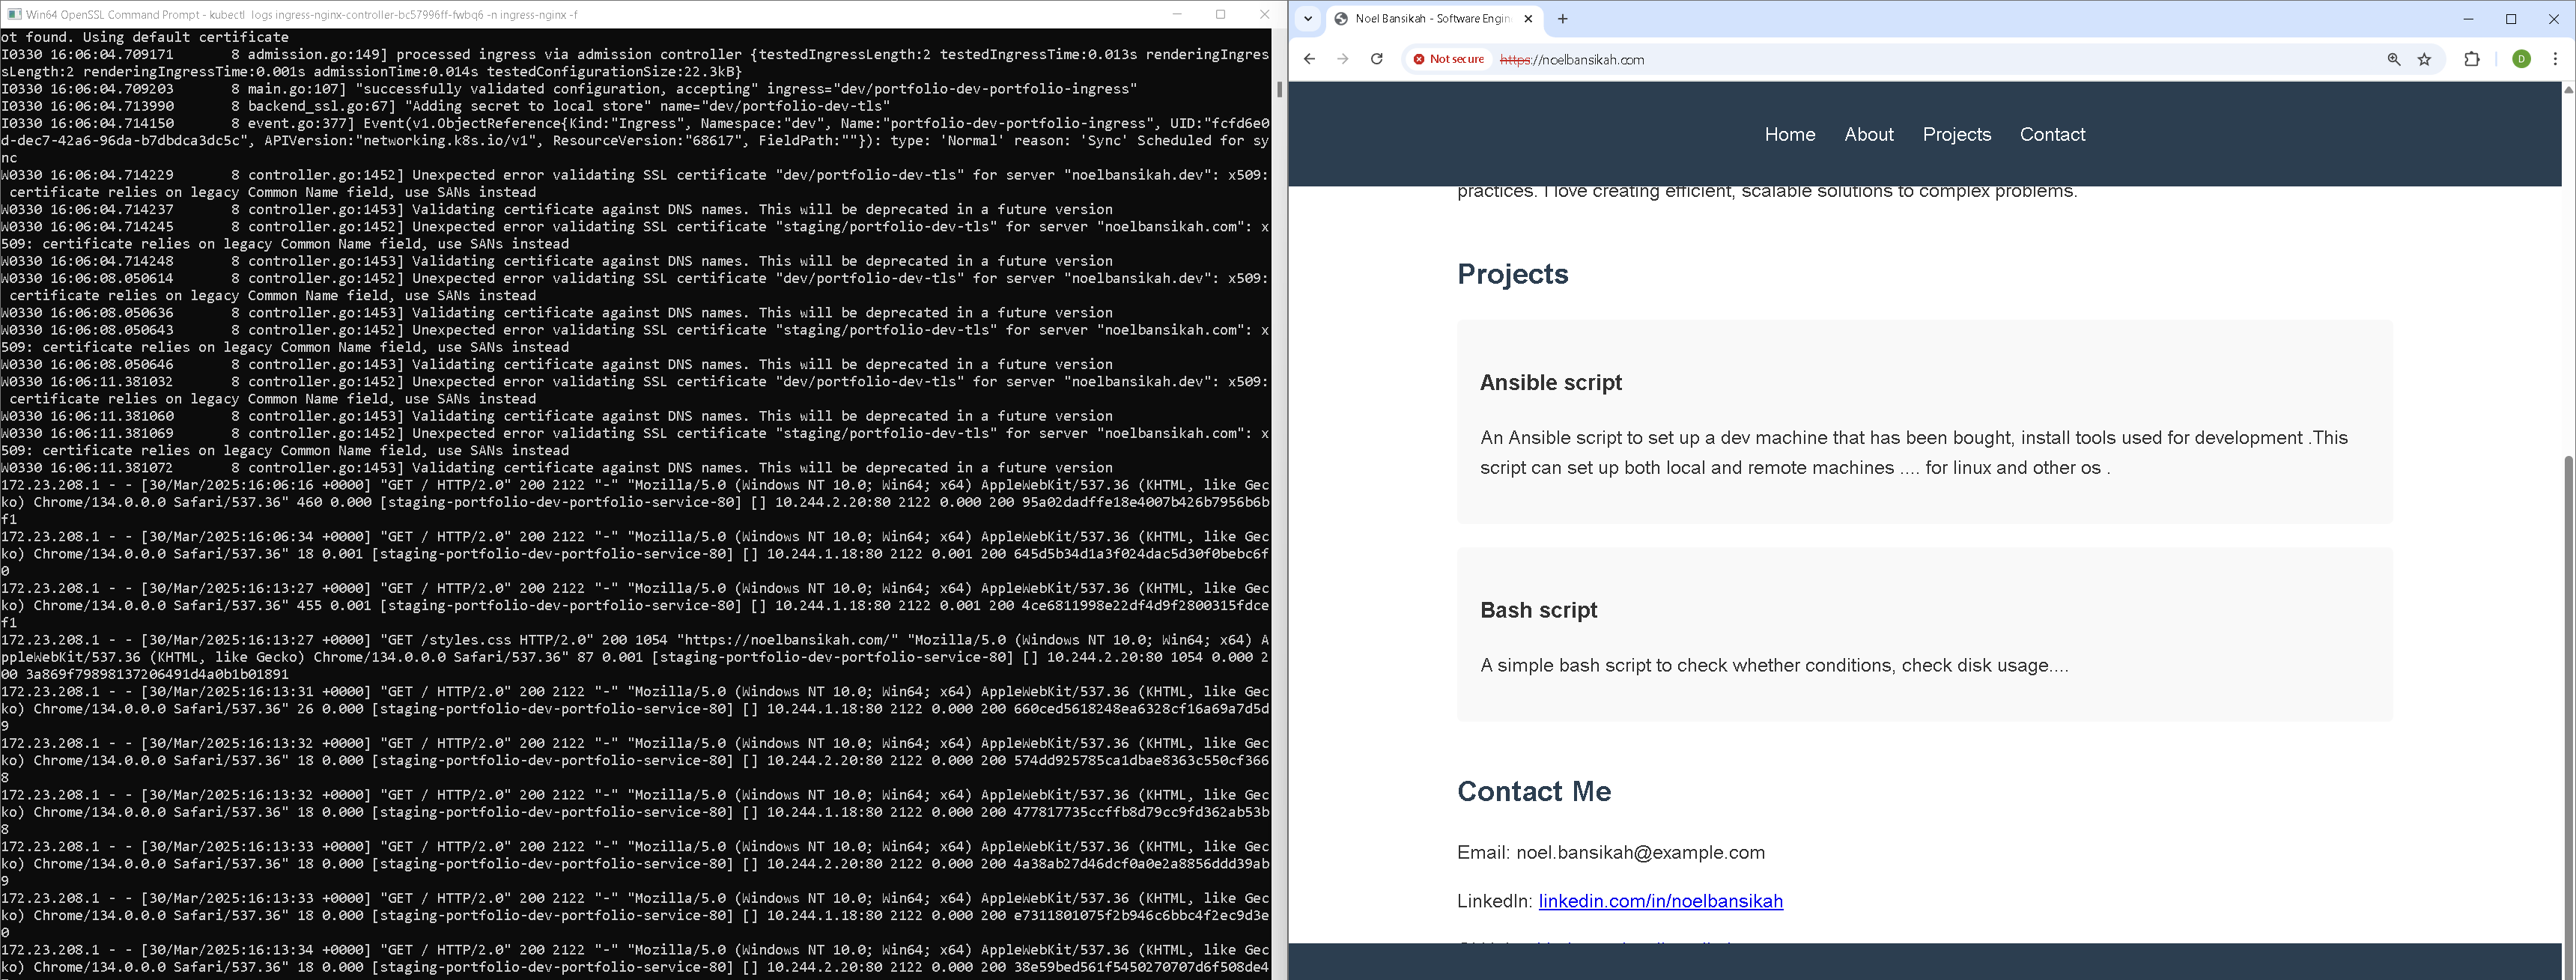 Win64 OpenSSL Command Prompt - kubectl  logs ingress-nginx-controller-bc57996ff-fwbq6 -n ingress-nginx -f
ot found. Using default certificate
I0330 16:06:04.709171       8 admission.go:149] processed ingress via admission controller {testedIngressLength:2 testedIngressTime:0.013s renderingIngres
sLength:2 renderingIngressTime:0.001s admissionTime:0.014s testedConfigurationSize:22.3kB}
I0330 16:06:04.709203       8 main.go:107] "successfully validated configuration, accepting" ingress="dev/portfolio-dev-portfolio-ingress"
I0330 16:06:04.713990       8 backend_ssl.go:67] "Adding secret to local store" name="dev/portfolio-dev-tls"
I0330 16:06:04.714150       8 event.go:377] Event(v1.ObjectReference{Kind:"Ingress", Namespace:"dev", Name:"portfolio-dev-portfolio-ingress", UID:"fcfd6e0
d-dec7-42a6-96da-b7dbdca3dc5c", APIVersion:"networking.k8s.io/v1", ResourceVersion:"68617", FieldPath:""}): type: 'Normal' reason: 'Sync' Scheduled for sy
nc
W0330 16:06:04.714229       8 controller.go:1452] Unexpected error validating SSL certificate "dev/portfolio-dev-tls" for server "noelbansikah.dev": x509:
 certificate relies on legacy Common Name field, use SANs instead
W0330 16:06:04.714237       8 controller.go:1453] Validating certificate against DNS names. This will be deprecated in a future version
W0330 16:06:04.714245       8 controller.go:1452] Unexpected error validating SSL certificate "staging/portfolio-dev-tls" for server "noelbansikah.com": x
509: certificate relies on legacy Common Name field, use SANs instead
W0330 16:06:04.714248       8 controller.go:1453] Validating certificate against DNS names. This will be deprecated in a future version
W0330 16:06:08.050614       8 controller.go:1452] Unexpected error validating SSL certificate "dev/portfolio-dev-tls" for server "noelbansikah.dev": x509:
 certificate relies on legacy Common Name field, use SANs instead
W0330 16:06:08.050636       8 controller.go:1453] Validating certificate against DNS names. This will be deprecated in a future version
W0330 16:06:08.050643       8 controller.go:1452] Unexpected error validating SSL certificate "staging/portfolio-dev-tls" for server "noelbansikah.com": x
509: certificate relies on legacy Common Name field, use SANs instead
W0330 16:06:08.050646       8 controller.go:1453] Validating certificate against DNS names. This will be deprecated in a future version
W0330 16:06:11.381032       8 controller.go:1452] Unexpected error validating SSL certificate "dev/portfolio-dev-tls" for server "noelbansikah.dev": x509:
 certificate relies on legacy Common Name field, use SANs instead
W0330 16:06:11.381060       8 controller.go:1453] Validating certificate against DNS names. This will be deprecated in a future version
W0330 16:06:11.381069       8 controller.go:1452] Unexpected error validating SSL certificate "staging/portfolio-dev-tls" for server "noelbansikah.com": x
509: certificate relies on legacy Common Name field, use SANs instead
W0330 16:06:11.381072       8 controller.go:1453] Validating certificate against DNS names. This will be deprecated in a future version
172.23.208.1 - - [30/Mar/2025:16:06:16 +0000] "GET / HTTP/2.0" 200 2122 "-" "Mozilla/5.0 (Windows NT 10.0; Win64; x64) AppleWebKit/537.36 (KHTML, like Gec
ko) Chrome/134.0.0.0 Safari/537.36" 460 0.000 [staging-portfolio-dev-portfolio-service-80] [] 10.244.2.20:80 2122 0.000 200 95a02dadffe18e4007b426b7956b6b
f1
172.23.208.1 - - [30/Mar/2025:16:06:34 +0000] "GET / HTTP/2.0" 200 2122 "-" "Mozilla/5.0 (Windows NT 10.0; Win64; x64) AppleWebKit/537.36 (KHTML, like Gec
ko) Chrome/134.0.0.0 Safari/537.36" 18 0.001 [staging-portfolio-dev-portfolio-service-80] [] 10.244.1.18:80 2122 0.001 200 645d5b34d1a3f024dac5d30f0bebc6f
0
172.23.208.1 - - [30/Mar/2025:16:13:27 +0000] "GET / HTTP/2.0" 200 2122 "-" "Mozilla/5.0 (Windows NT 10.0; Win64; x64) AppleWebKit/537.36 (KHTML, like Gec
ko) Chrome/134.0.0.0 Safari/537.36" 455 0.001 [staging-portfolio-dev-portfolio-service-80] [] 10.244.1.18:80 2122 0.001 200 4ce6811998e22df4d9f2800315fdce
f1
172.23.208.1 - - [30/Mar/2025:16:13:27 +0000] "GET /styles.css HTTP/2.0" 200 1054 "https://noelbansikah.com/" "Mozilla/5.0 (Windows NT 10.0; Win64; x64) A
ppleWebKit/537.36 (KHTML, like Gecko) Chrome/134.0.0.0 Safari/537.36" 87 0.001 [staging-portfolio-dev-portfolio-service-80] [] 10.244.2.20:80 1054 0.000 2
00 3a869f79898137206491d4a0b1b01891
172.23.208.1 - - [30/Mar/2025:16:13:31 +0000] "GET / HTTP/2.0" 200 2122 "-" "Mozilla/5.0 (Windows NT 10.0; Win64; x64) AppleWebKit/537.36 (KHTML, like Gec
ko) Chrome/134.0.0.0 Safari/537.36" 26 0.000 [staging-portfolio-dev-portfolio-service-80] [] 10.244.1.18:80 2122 0.000 200 660ced5618248ea6328cf16a69a7d5d
9
172.23.208.1 - - [30/Mar/2025:16:13:32 +0000] "GET / HTTP/2.0" 200 2122 "-" "Mozilla/5.0 (Windows NT 10.0; Win64; x64) AppleWebKit/537.36 (KHTML, like Gec
ko) Chrome/134.0.0.0 Safari/537.36" 18 0.000 [staging-portfolio-dev-portfolio-service-80] [] 10.244.2.20:80 2122 0.000 200 574dd925785ca1dbae8363c550cf366
8
172.23.208.1 - - [30/Mar/2025:16:13:32 +0000] "GET / HTTP/2.0" 200 2122 "-" "Mozilla/5.0 (Windows NT 10.0; Win64; x64) AppleWebKit/537.36 (KHTML, like Gec
ko) Chrome/134.0.0.0 Safari/537.36" 18 0.000 [staging-portfolio-dev-portfolio-service-80] [] 10.244.1.18:80 2122 0.000 200 477817735ccffb8d79cc9fd362ab53b
8
172.23.208.1 - - [30/Mar/2025:16:13:33 +0000] "GET / HTTP/2.0" 200 2122 "-" "Mozilla/5.0 (Windows NT 10.0; Win64; x64) AppleWebKit/537.36 (KHTML, like Gec
ko) Chrome/134.0.0.0 Safari/537.36" 18 0.000 [staging-portfolio-dev-portfolio-service-80] [] 10.244.2.20:80 2122 0.000 200 4a38ab27d46dcf0a0e2a8856ddd39ab
9
172.23.208.1 - - [30/Mar/2025:16:13:33 +0000] "GET / HTTP/2.0" 200 2122 "-" "Mozilla/5.0 (Windows NT 10.0; Win64; x64) AppleWebKit/537.36 (KHTML, like Gec
ko) Chrome/134.0.0.0 Safari/537.36" 18 0.000 [staging-portfolio-dev-portfolio-service-80] [] 10.244.1.18:80 2122 0.000 200 e7311801075f2b946c6bbc4f2ec9d3e
0
172.23.208.1 - - [30/Mar/2025:16:13:34 +0000] "GET / HTTP/2.0" 200 2122 "-" "Mozilla/5.0 (Windows NT 10.0; Win64; x64) AppleWebKit/537.36 (KHTML, like Gec
ko) Chrome/134.0.0.0 Safari/537.36" 18 0.000 [staging-portfolio-dev-portfolio-service-80] [] 10.244.2.20:80 2122 0.000 200 38e59bed561f5450270707d6f508de4
Noel Bansikah - Software Engin
Not secure https://noelbansikah.com
D
Home About Projects Contact
practices. I love creating efficient, scalable solutions to complex problems.
Projects
Ansible script
An Ansible script to set up a dev machine that has been bought, install tools used for development .This
script can set up both local and remote machines .... for linux and other os .
Bash script
A simple bash script to check whether conditions, check disk usage....
Contact Me
Email: noel.bansikah@example.com
LinkedIn: linkedin.com/in/noelbansikah